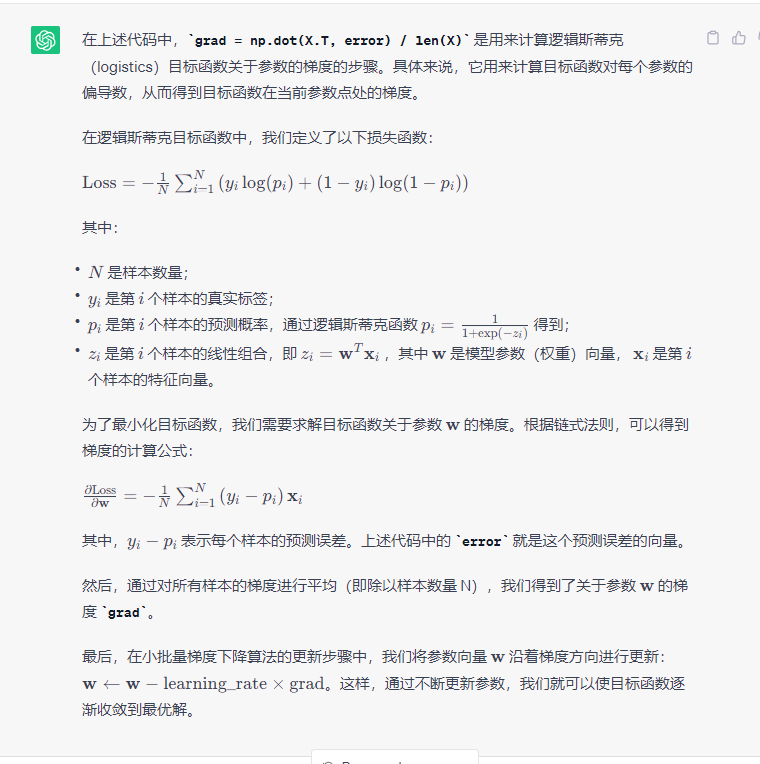 在上述代码中，`grad = np.dot(X.T, error) / len(X)` 是用来计算逻辑斯蒂克
（logistics）目标函数关于参数的梯度的步骤。具体来说，它用来计算目标函数对每个参数的
偏导数，从而得到目标函数在当前参数点处的梯度。
在逻辑斯蒂克目标函数中，我们定义了以下损失函数：
Loss = −\frac{1}{N} ∑_{i=1}^{N} (y_i log(p_i) + (1 − y_i) log(1 − p_i))
其中：
• N 是样本数量；
• y_i 是第 i 个样本的真实标签；
• p_i 是第 i 个样本的预测概率，通过逻辑斯蒂克函数 p_i = \frac{1}{1+exp(−z_i)} 得到；
• z_i 是第 i 个样本的线性组合，即 z_i = w^T x_i ，其中 w 是模型参数（权重）向量， x_i 是第 i
个样本的特征向量。
为了最小化目标函数，我们需要求解目标函数关于参数 w 的梯度。根据链式法则，可以得到
梯度的计算公式：
\frac{∂Loss}{∂w} = −\frac{1}{N} ∑_{i=1}^{N} (y_i − p_i) x_i
其中，y_i − p_i 表示每个样本的预测误差。上述代码中的 `error` 就是这个预测误差的向量。
然后，通过对所有样本的梯度进行平均（即除以样本数量 N），我们得到了关于参数 w 的梯
度 `grad`。
最后，在小批量梯度下降算法的更新步骤中，我们将参数向量 w 沿着梯度方向进行更新：
w ← w − learning_rate × grad。这样，通过不断更新参数，我们就可以使目标函数逐
渐收敛到最优解。